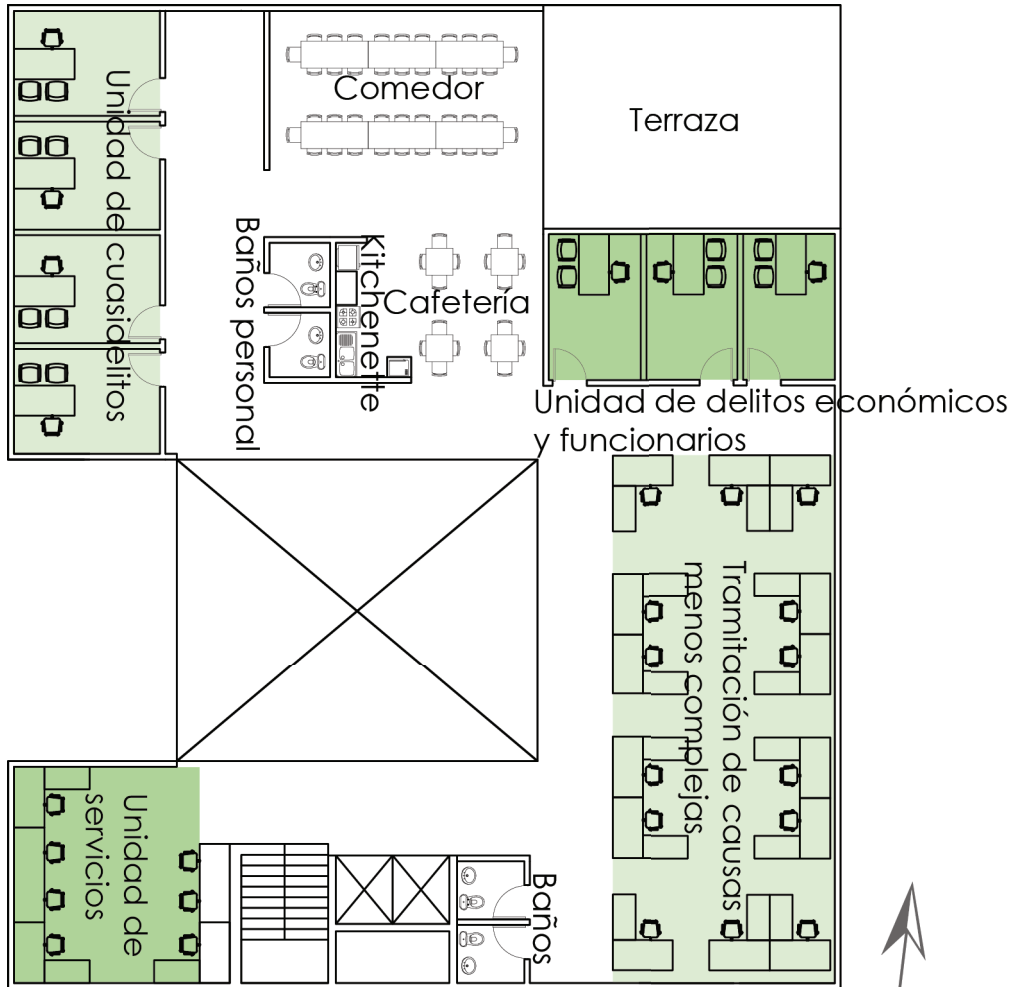 Comedor
Terraza
Unidad de cuasidelitos
Baños personal
Kitchenette
Cafetería
Unidad de delitos económicos
y funcionarios
Tramitación de causas
menos complejas
Unidad de
servicios
Baños